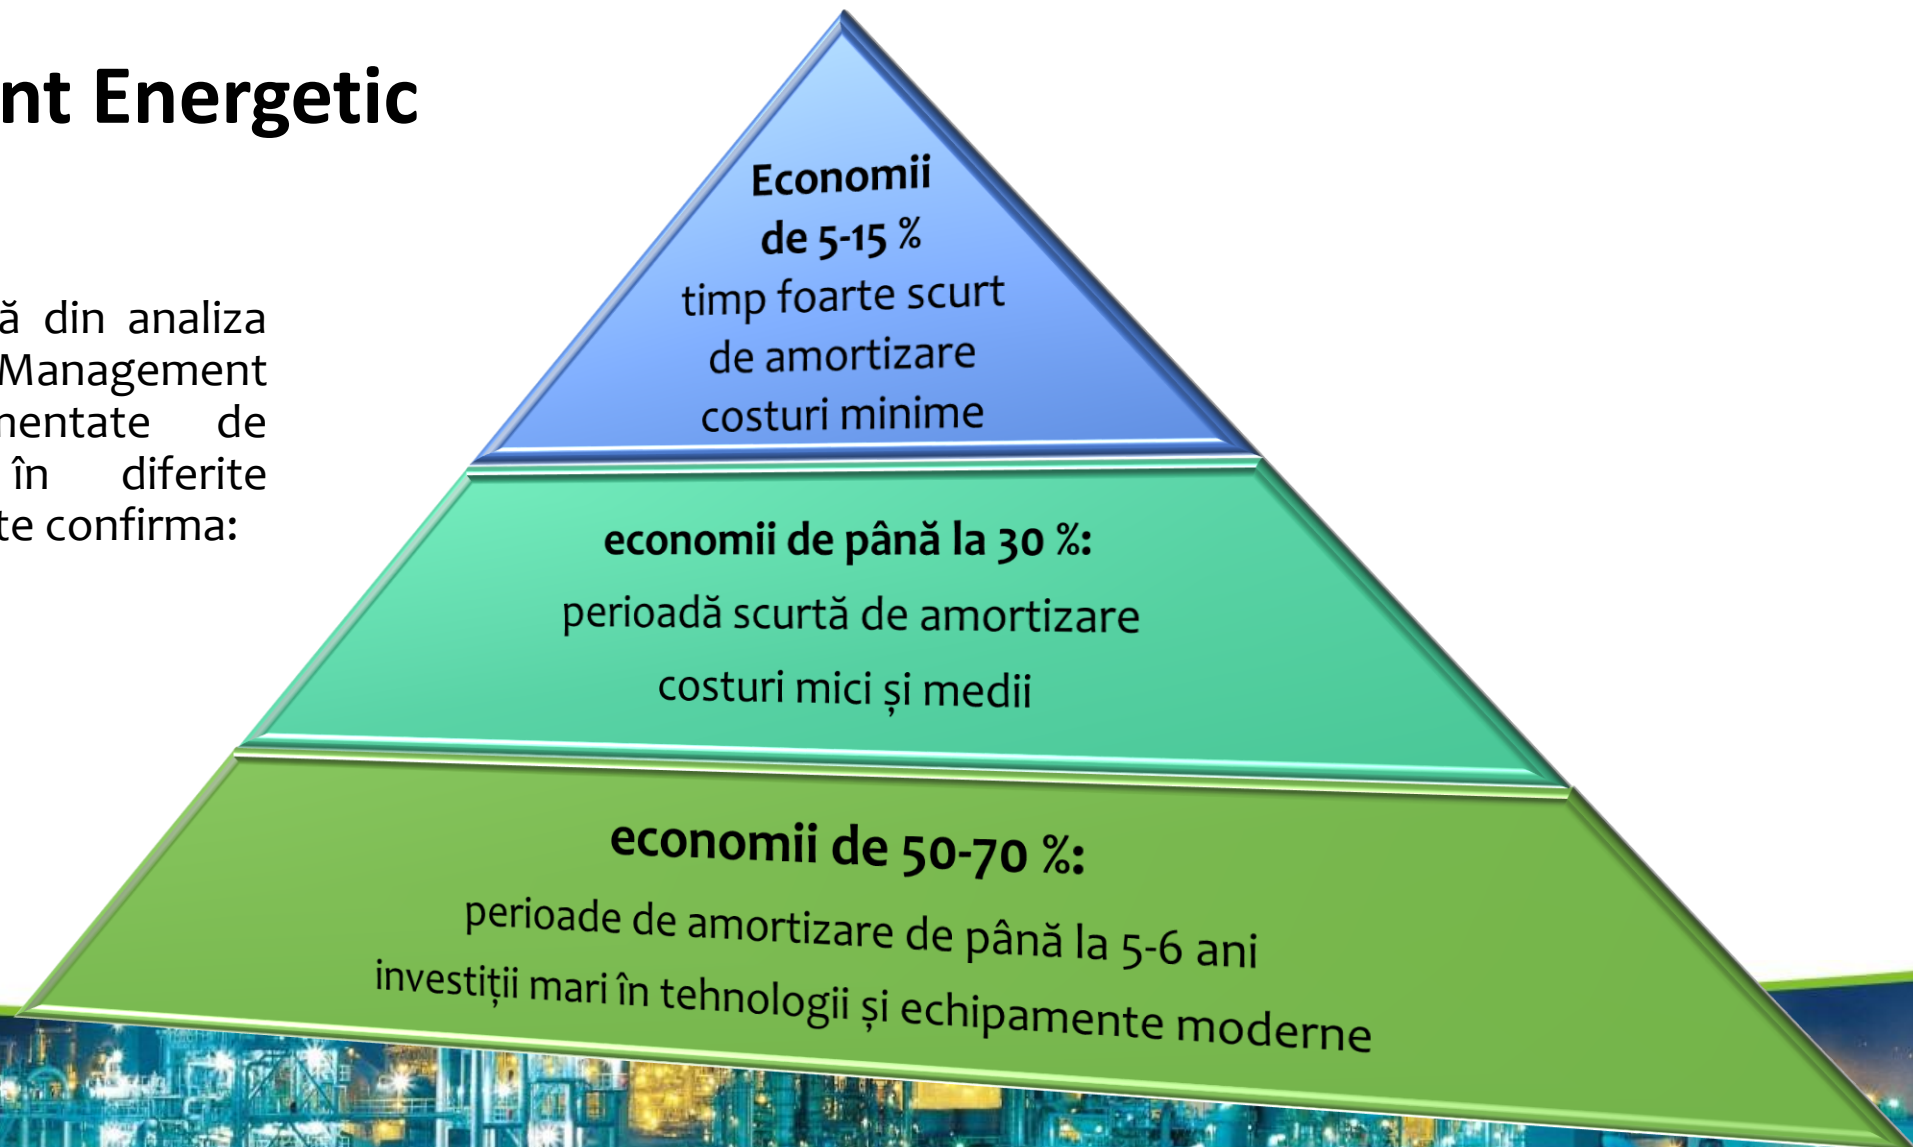 nt Energetic
ă din analiza
Management
nentate de
în diferite
te confirma:
Economii
de 5-15 %
timp foarte scurt
de amortizare
costuri minime
economii de până la 30 %:
perioadă scurtă de amortizare
costuri mici și medii
economii de 50-70 %:
perioade de amortizare de până la 5-6 ani
investiții mari în tehnologii și echipamente moderne